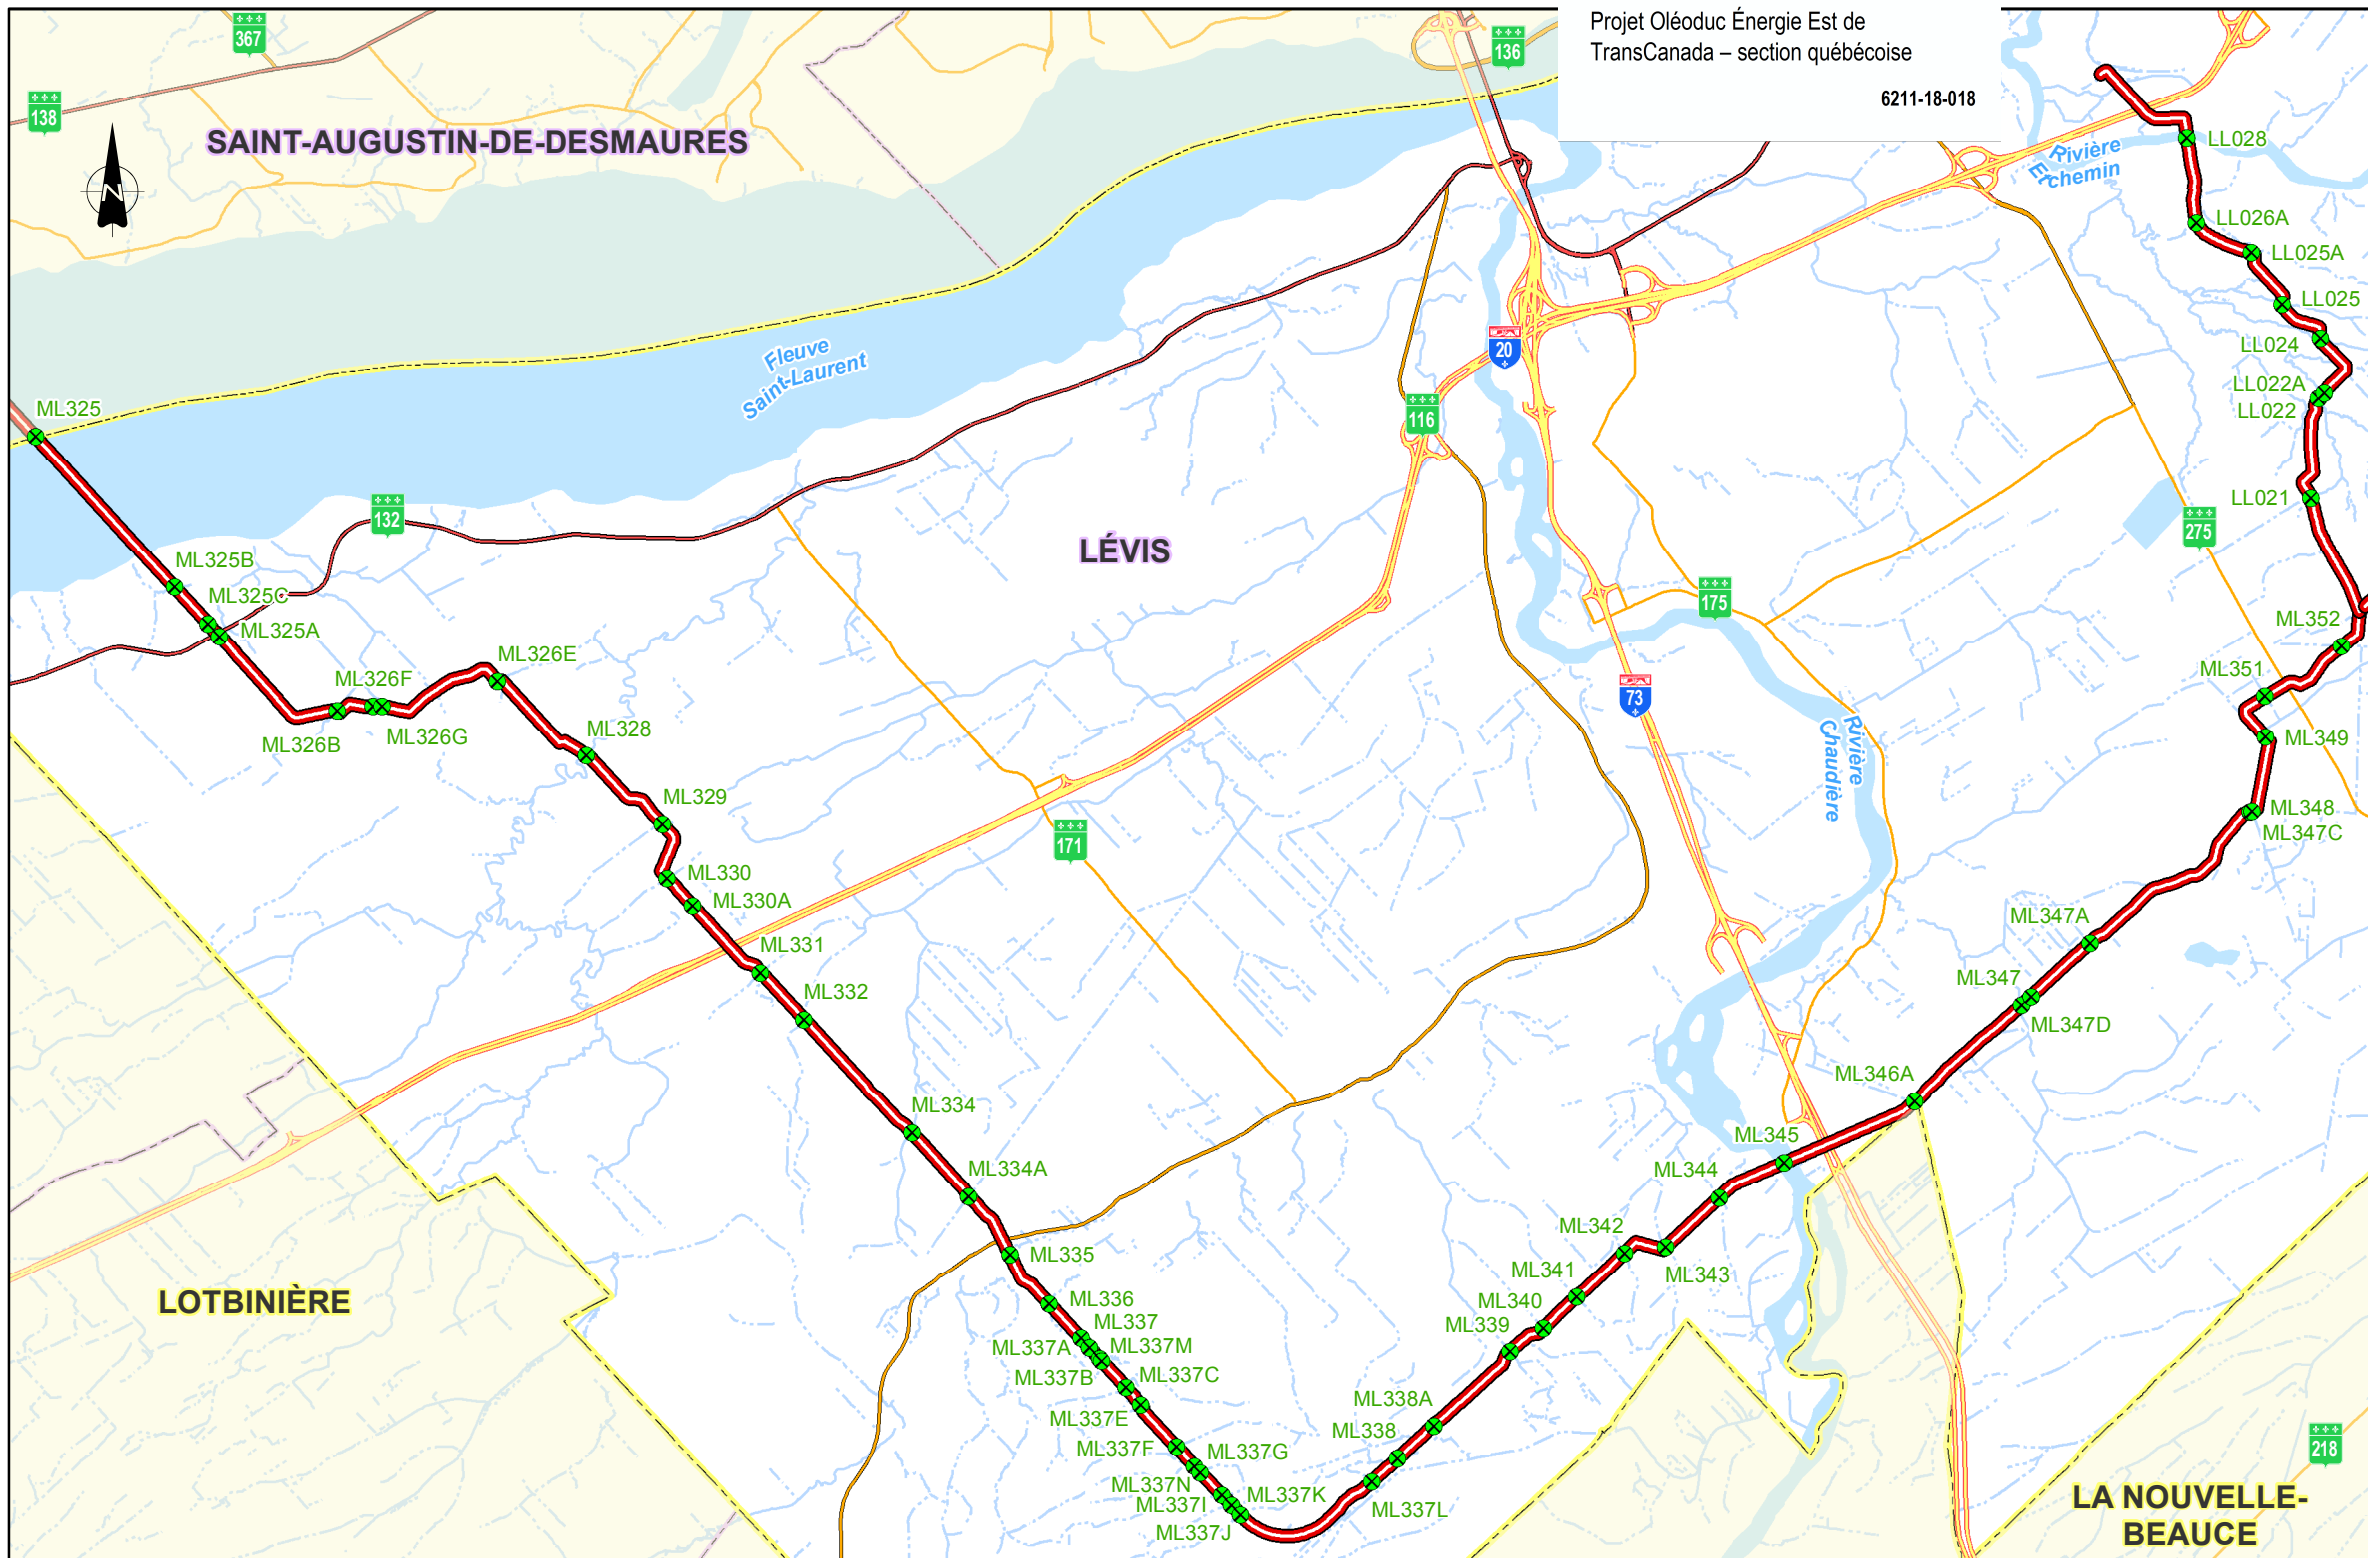 Projet Oléoduc Énergie Est de
TransCanada – section québécoise
6211-18-018
367
136
138
SAINT-AUGUSTIN-DE-DESMAURES
N
Rivière
Etchemin
LL028
LL026A
LL025A
LL025
LL024
LL022A
LL022
LL021
Fleuve
Saint-Laurent
20
116
ML325
132
275
LÉVIS
ML325B
ML325C
ML325A
175
ML352
ML326E
ML326F
ML351
73
ML326B
ML326G
ML328
ML349
Rivière
Chaudière
ML329
171
ML348
ML347C
ML330
ML330A
ML347A
ML331
ML347
ML332
ML347D
ML346A
ML334
ML345
ML334A
ML344
ML342
ML335
ML343
ML341
LOTBINIÈRE
ML336
ML340
ML337
ML339
ML337A
ML337M
ML337B
ML337C
ML338A
ML337E
ML338
ML337F
ML337G
218
ML337N
ML337K
ML337I
ML337L
ML337J
LA NOUVELLE-
BEAUCE